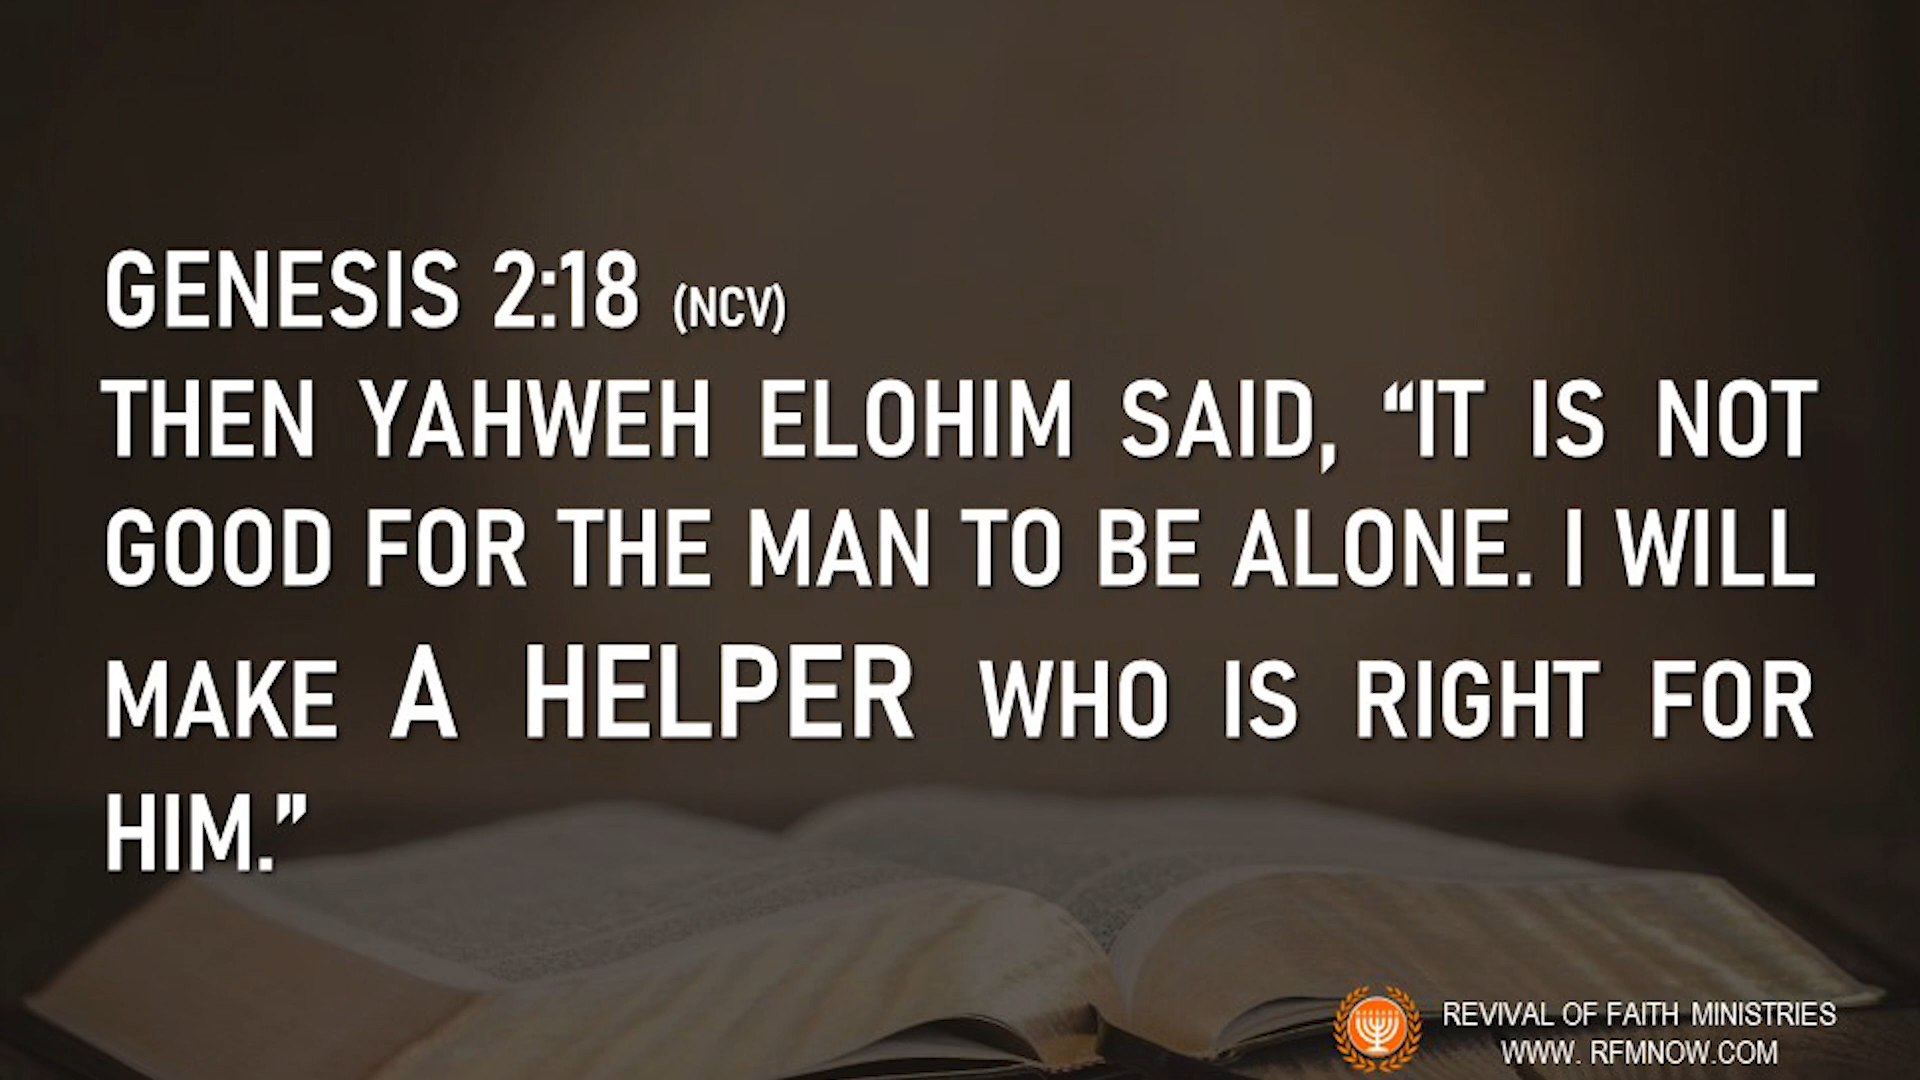 GENESIS 2:18 (NCV)
THEN YAHWEH ELOHIM SAID, “IT IS NOT
GOOD FOR THE MAN TO BE ALONE. I WILL
MAKE A HELPER WHO IS RIGHT FOR
HIM.”
REVIVAL OF FAITH MINISTRIES
WWW. RFMNOW.COM